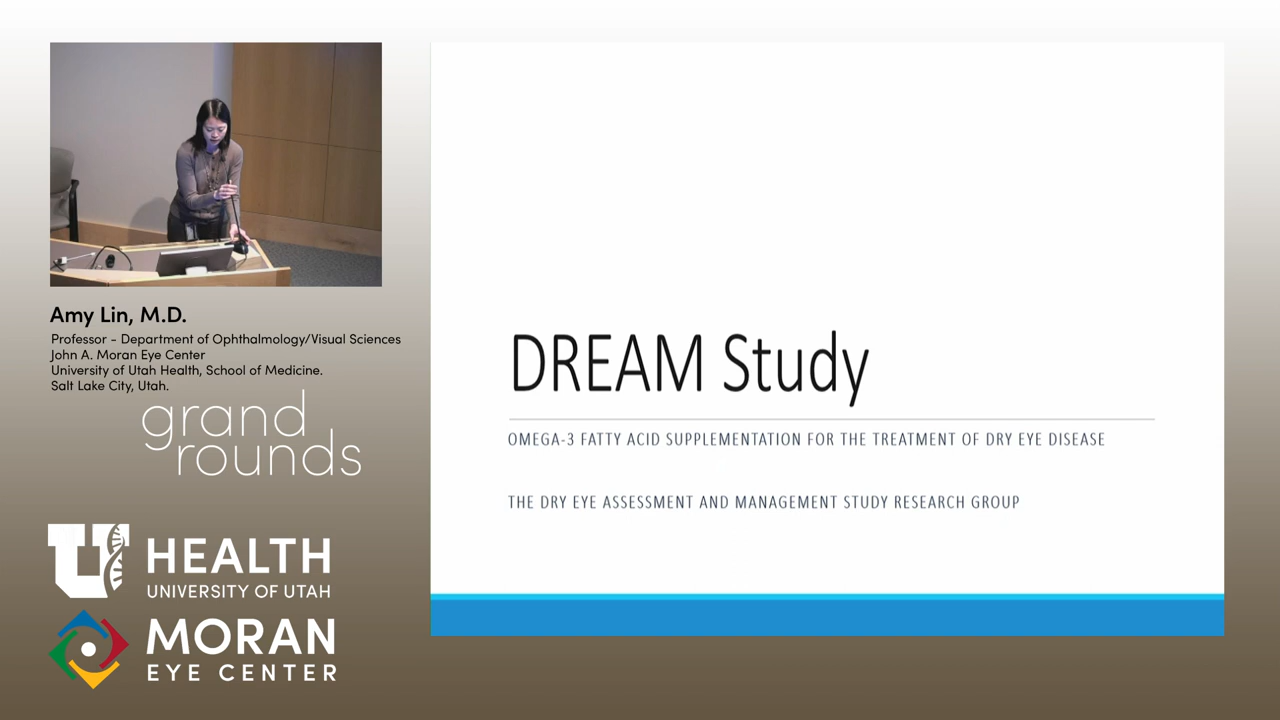 Amy Lin, M.D.
Professor - Department of Ophthalmology/Visual Sciences
John A. Moran Eye Center
University of Utah Health, School of Medicine.
Salt Lake City, Utah.
grand
rounds
U HEALTH
UNIVERSITY OF UTAH
MORAN
EYE CENTER
DREAM Study
OMEGA-3 FATTY ACID SUPPLEMENTATION FOR THE TREATMENT OF DRY EYE DISEASE
THE DRY EYE ASSESSMENT AND MANAGEMENT STUDY RESEARCH GROUP